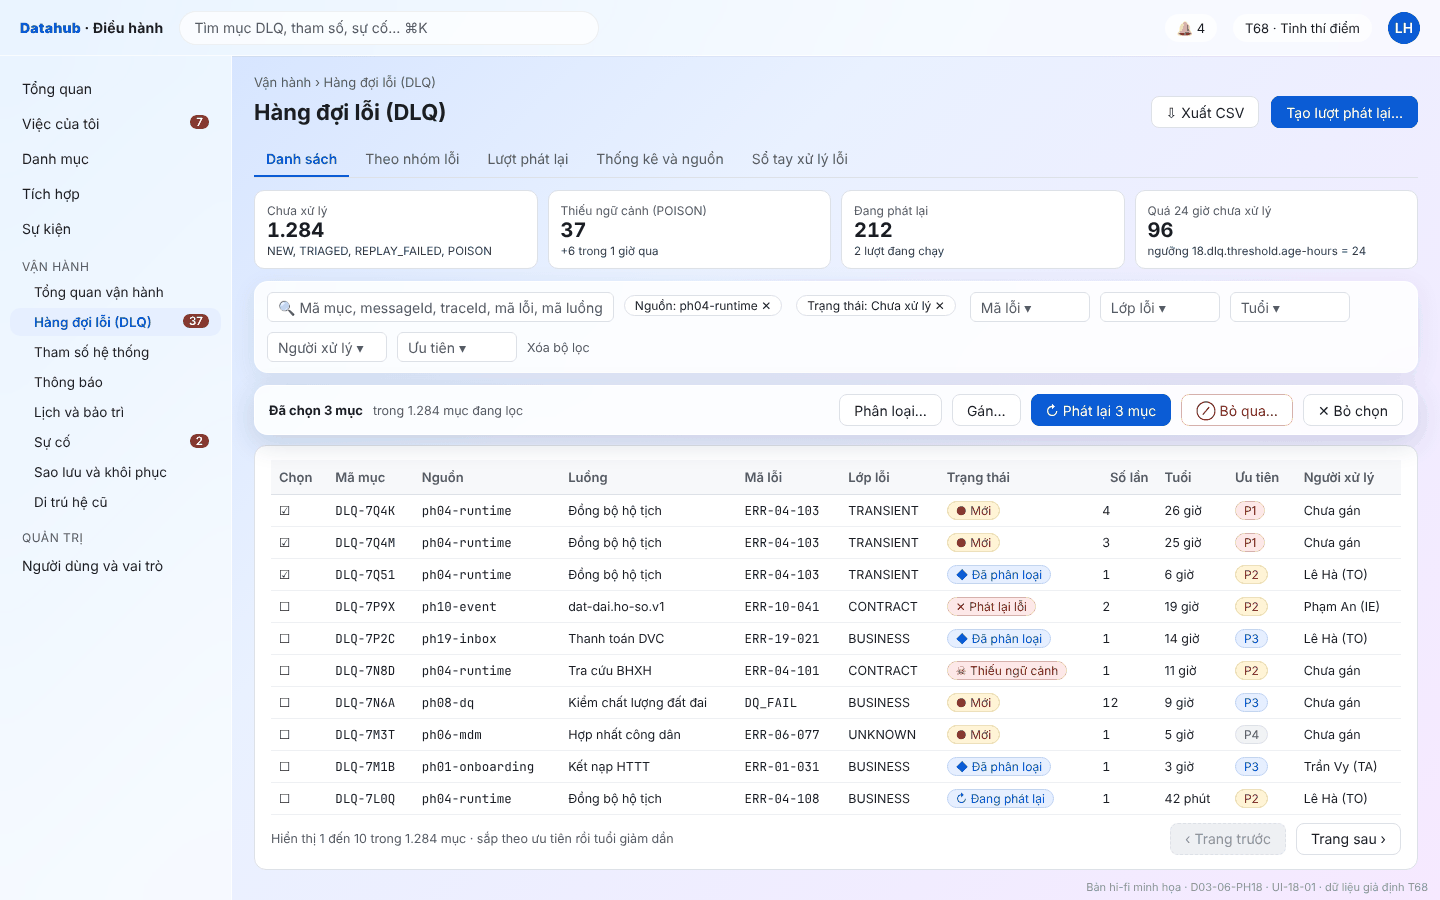 Datahub · Điều hành
Tìm mục DLQ, tham số, sự cố... ⌘K
🔔 4
T68 · Tỉnh thí điểm
LH
Tổng quan
Việc của tôi 7
Danh mục
Tích hợp
Sự kiện
VẬN HÀNH
Tổng quan vận hành
Hàng đợi lỗi (DLQ) 37
Tham số hệ thống
Thông báo
Lịch và bảo trì
Sự cố 2
Sao lưu và khôi phục
Di trú hệ cũ
QUẢN TRỊ
Người dùng và vai trò
Vận hành › Hàng đợi lỗi (DLQ)
Hàng đợi lỗi (DLQ)
⇩ Xuất CSV
Tạo lượt phát lại...
Danh sách Theo nhóm lỗi Lượt phát lại Thống kê và nguồn Sổ tay xử lý lỗi
Chưa xử lý
1.284
NEW, TRIAGED, REPLAY_FAILED, POISON
Thiếu ngữ cảnh (POISON)
37
+6 trong 1 giờ qua
Đang phát lại
212
2 lượt đang chạy
Quá 24 giờ chưa xử lý
96
ngưỡng 18.dlq.threshold.age-hours = 24
🔍 Mã mục, messageId, traceId, mã lỗi, mã luồng
Nguồn: ph04-runtime ✕
Trạng thái: Chưa xử lý ✕
Mã lỗi ▾
Lớp lỗi ▾
Tuổi ▾
Người xử lý ▾
Ưu tiên ▾
Xóa bộ lọc
Đã chọn 3 mục trong 1.284 mục đang lọc
Phân loại...
Gán...
↻ Phát lại 3 mục
Bỏ qua...
✕ Bỏ chọn
Chọn Mã mục Nguồn Luồng Mã lỗi Lớp lỗi Trạng thái Số lần Tuổi Ưu tiên Người xử lý
☑ DLQ-7Q4K ph04-runtime Đồng bộ hộ tịch ERR-04-103 TRANSIENT ● Mới 4 26 giờ P1 Chưa gán
☑ DLQ-7Q4M ph04-runtime Đồng bộ hộ tịch ERR-04-103 TRANSIENT ● Mới 3 25 giờ P1 Chưa gán
☑ DLQ-7Q51 ph04-runtime Đồng bộ hộ tịch ERR-04-103 TRANSIENT ◆ Đã phân loại 1 6 giờ P2 Lê Hà (TO)
☐ DLQ-7P9X ph10-event dat-dai.ho-so.v1 ERR-10-041 CONTRACT ✕ Phát lại lỗi 2 19 giờ P2 Phạm An (IE)
☐ DLQ-7P2C ph19-inbox Thanh toán DVC ERR-19-021 BUSINESS ◆ Đã phân loại 1 14 giờ P3 Lê Hà (TO)
☐ DLQ-7N8D ph04-runtime Tra cứu BHXH ERR-04-101 CONTRACT ☠ Thiếu ngữ cảnh 1 11 giờ P2 Chưa gán
☐ DLQ-7N6A ph08-dq Kiểm chất lượng đất đai DQ_FAIL BUSINESS ● Mới 12 9 giờ P3 Chưa gán
☐ DLQ-7M3T ph06-mdm Hợp nhất công dân ERR-06-077 UNKNOWN ● Mới 1 5 giờ P4 Chưa gán
☐ DLQ-7M1B ph01-onboarding Kết nạp HTTT ERR-01-031 BUSINESS ◆ Đã phân loại 1 3 giờ P3 Trần Vy (TA)
☐ DLQ-7L0Q ph04-runtime Đồng bộ hộ tịch ERR-04-108 BUSINESS ↻ Đang phát lại 1 42 phút P2 Lê Hà (TO)
Hiển thị 1 đến 10 trong 1.284 mục · sắp theo ưu tiên rồi tuổi giảm dần
‹ Trang trước
Trang sau ›
Bản hi-fi minh họa · D03-06-PH18 · UI-18-01 · dữ liệu giả định T68